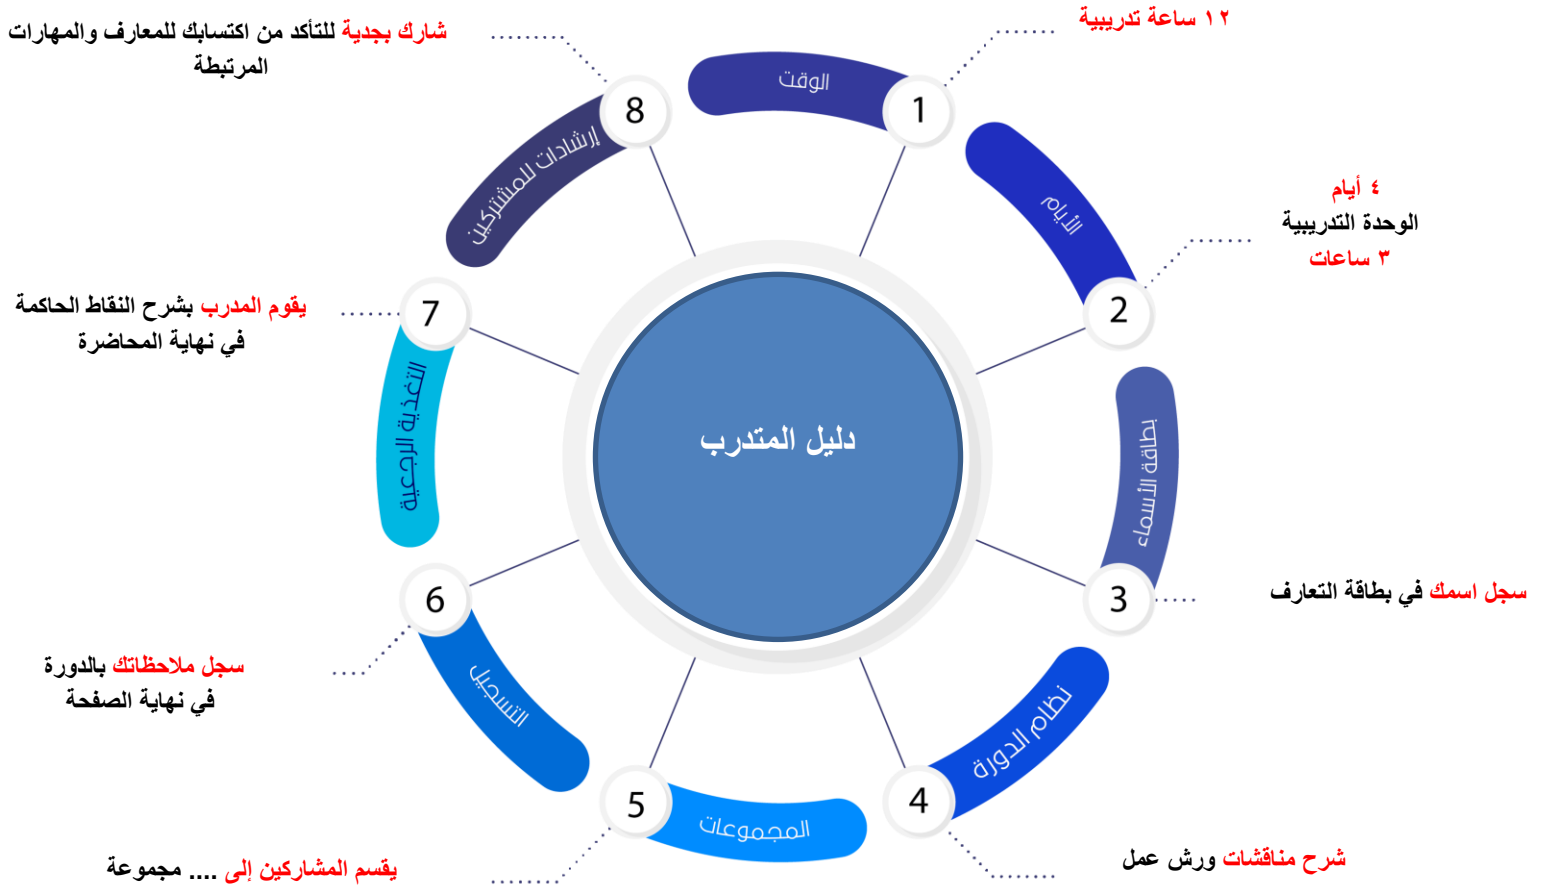 دليل المتدرب
1
الوقت
١٢ ساعة تدريبية
2
الأيام
٤ أيام
الوحدة التدريبية
٣ ساعات
3
بطاقة الأسماء
سجل اسمك في بطاقة التعارف
4
نظام الدورة
شرح مناقشات ورش عمل
5
المجموعات
يقسم المشاركين إلى .... مجموعة
6
التسجيل
سجل ملاحظاتك بالدورة
في نهاية الصفحة
7
التغذية الرجعية
يقوم المدرب بشرح النقاط الحاكمة
في نهاية المحاضرة
8
إرشادات للمشتركين
شارك بجدية للتأكد من اكتسابك للمعارف والمهارات
المرتبطة